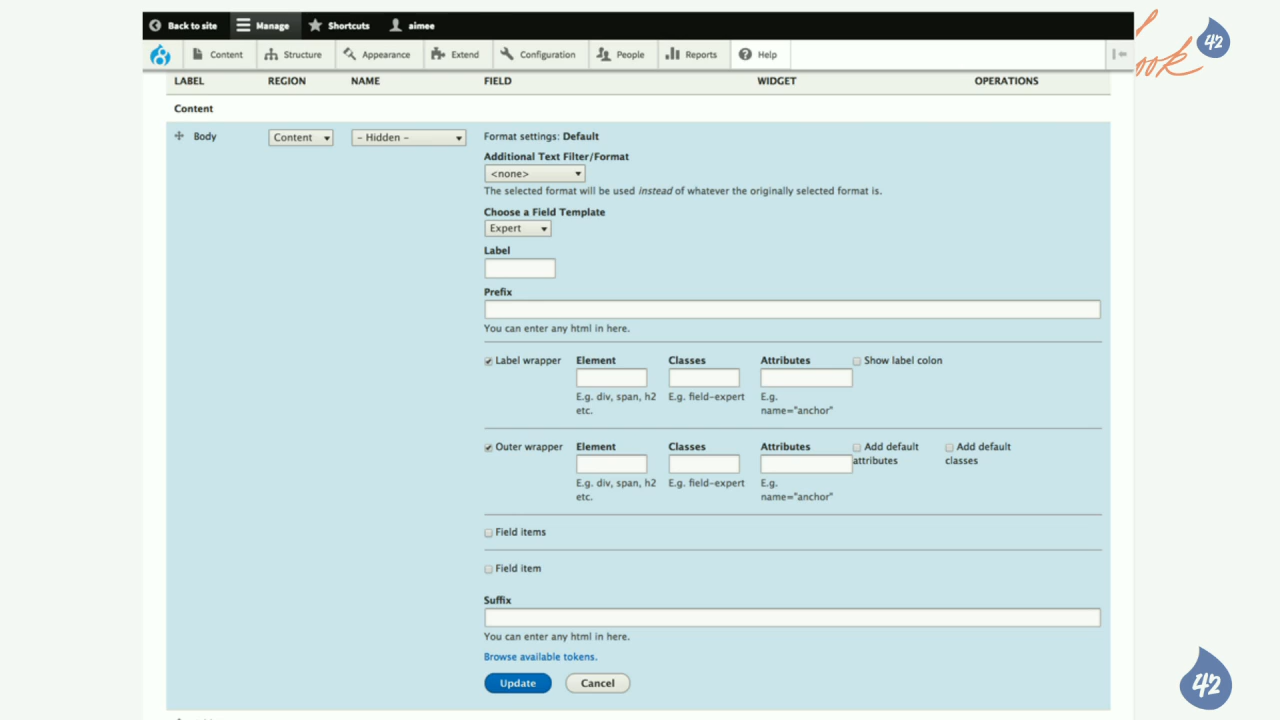 Back to site Manage Shortcuts aimee
Content Structure Appearance Extend Configuration People Reports Help
ook
42
LABEL REGION NAME FIELD WIDGET OPERATIONS
Content
Body Content - Hidden - Format settings: Default
Additional Text Filter/Format
<none>
The selected format will be used instead of whatever the originally selected format is.
Choose a Field Template
Expert
Label
Prefix
You can enter any html in here.
Label wrapper Element Classes Attributes Show label colon
E.g. div, span, h2 etc. E.g. field-expert E.g. name="anchor"
Outer wrapper Element Classes Attributes Add default attributes Add default classes
E.g. div, span, h2 etc. E.g. field-expert E.g. name="anchor"
Field items
Field item
Suffix
You can enter any html in here.
Browse available tokens.
Update Cancel
42